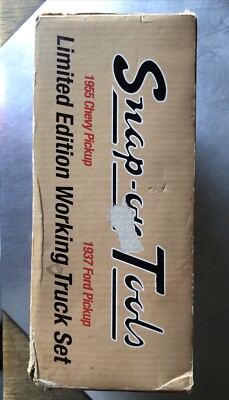 Snap-on Tools
1955 Chevy Pickup
1937 Ford Pickup
Limited Edition Working Truck Set